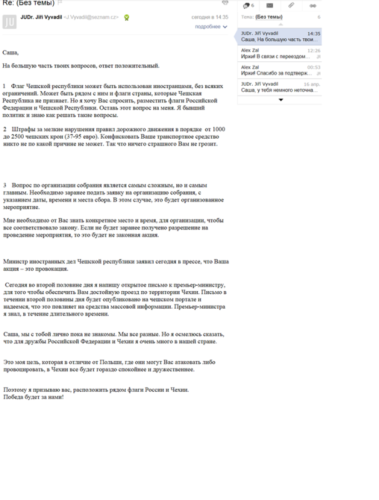 Re: (Без темы)
JUDr. Jiří Vyvadil
сегодня в 14:35
подробнее
Саша,
На большую часть твоих вопросов, ответ положительный.
1 Флаг Чешской республики может быть использован иностранцами, без всяких
ограничений. Может быть рядом с ним и флаги страны, которые Чешская
Республика не признает. Но я хочу Вас спросить, разместить флаги Российской
Федерации и Чешской Республики. Оставь этот вопрос на меня. Я бывший
политик и знаю как решать такие вопросы.
2 Штрафы за мелкие нарушения правил дорожного движения в порядке от 1000
до 2500 чешских крон (37-95 евро). Конфисковать Ваши транспортное средство
никто не по какой причине не может. Так что ничего страшного Вам не грозит.
3 Вопрос по организации собрания является самым сложным, но и самым
главным. Необходимо заранее подать заявку на организацию собрания, с
указанием даты, времени и места сбора. В этом случае, это будет организованное
мероприятие.
Мне необходимо от Вас знать конкретное место и время, для организации, чтобы
все соответствовало закону. Если не будет заранее получено разрешение на
проведение мероприятия, то это будет не законная акция.
Министр иностранных дел Чешской республики заявил сегодня в прессе, что Ваша
акция – это провокация.
Сегодня во второй половине дня я напишу открытое письмо к премьер-министру,
для того чтобы обеспечить Вам достойную проезд по территории Чехии. Письмо в
течении второй половины дня будет опубликовано на чешском портале и
надеемся, что это повлияет на средства массовой информации. Премьер-министра
я знал, в течение длительного времени.
Саша, мы с тобой лично пока не знакомы. Мы все разные. Но я осмелюсь сказать,
что для дружбы Российской Федерации и Чехии я очень много в нашей стране.
Это моя цель, которая в отличие от Польши, где они могут Вас атаковать либо
провоцировать, в Чехии все будет гораздо спокойнее и дружественнее.
Поэтому я призываю вас, расположить рядом флаги России и Чехии.
Победа будет за нами!
Тема: (Без темы)
JUDr. Jiří Vyvadil 14:35
Саша, На большую часть твои...
Alex Zal 12:38
Ираи! В связи с переводом ...
Alex Zal
Ираи! Спасибо за подтвержд...
JUDr. Jiří Vyvadil
Саша, у тебя немного неточна...